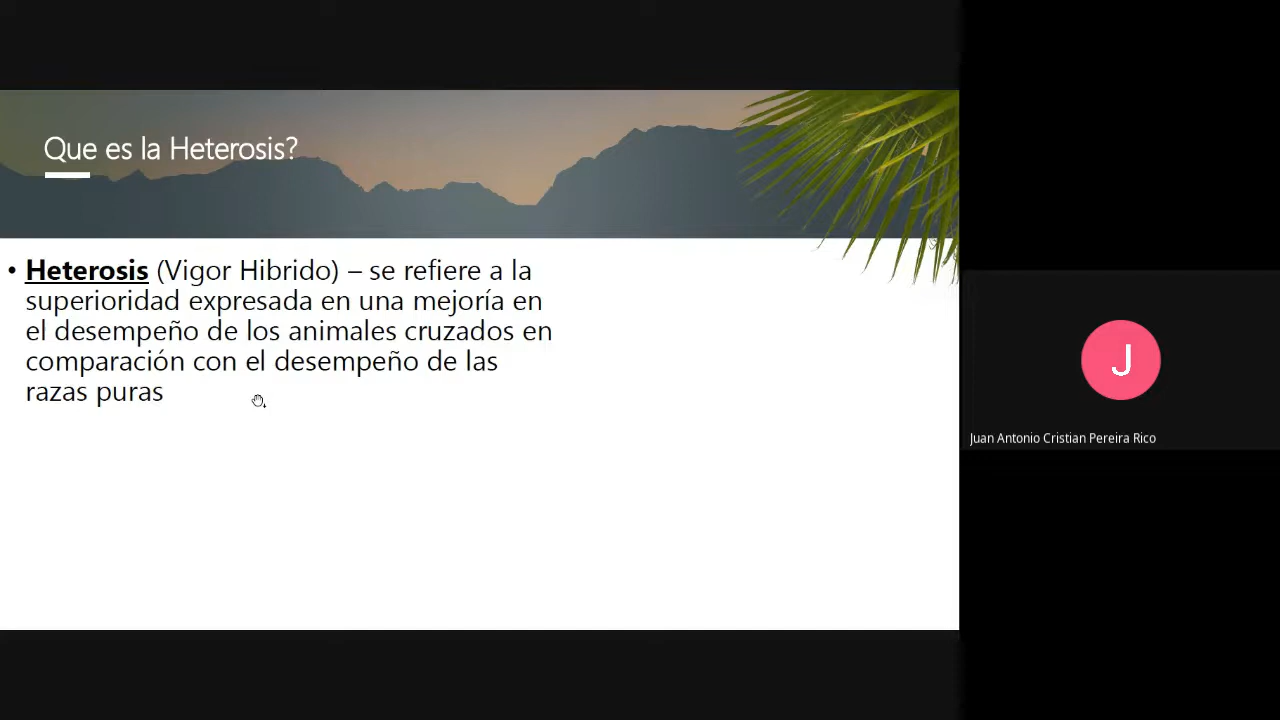 Que es la Heterosis?
• Heterosis (Vigor Hibrido) – se refiere a la
superioridad expresada en una mejoría en
el desempeño de los animales cruzados en
comparación con el desempeño de las
razas puras
J
Juan Antonio Cristian Pereira Rico